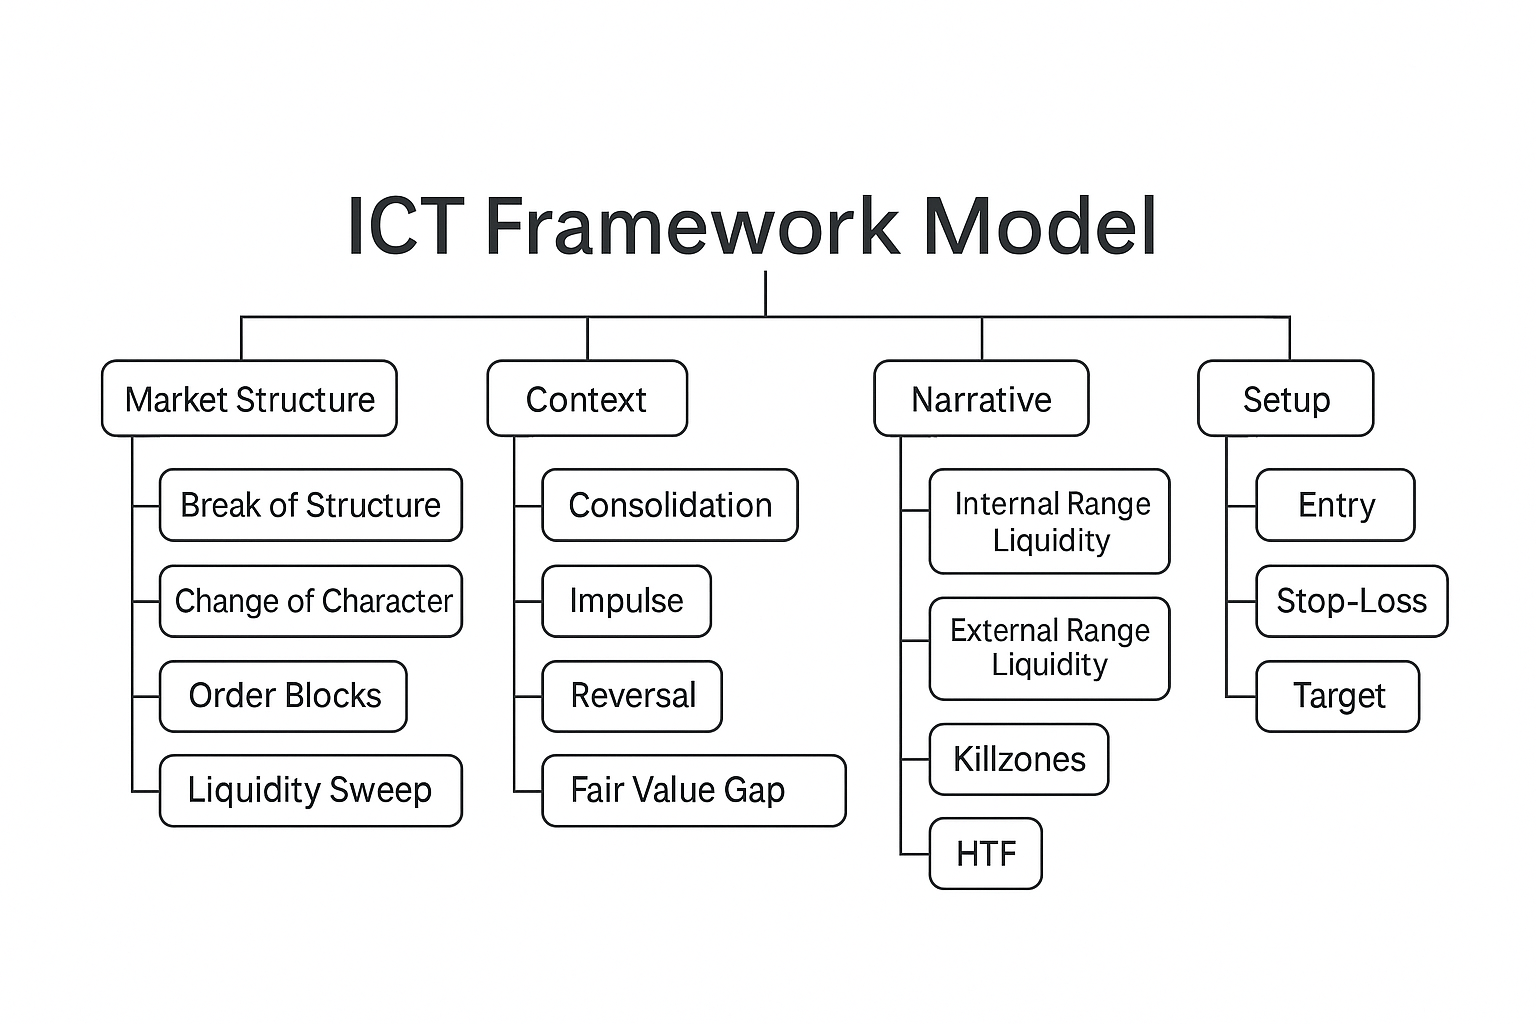 ICT Framework Model
Market Structure
Break of Structure
Change of Character
Order Blocks
Liquidity Sweep
Context
Consolidation
Impulse
Reversal
Fair Value Gap
Narrative
Internal Range
Liquidity
External Range
Liquidity
Killzones
HTF
Setup
Entry
Stop-Loss
Target